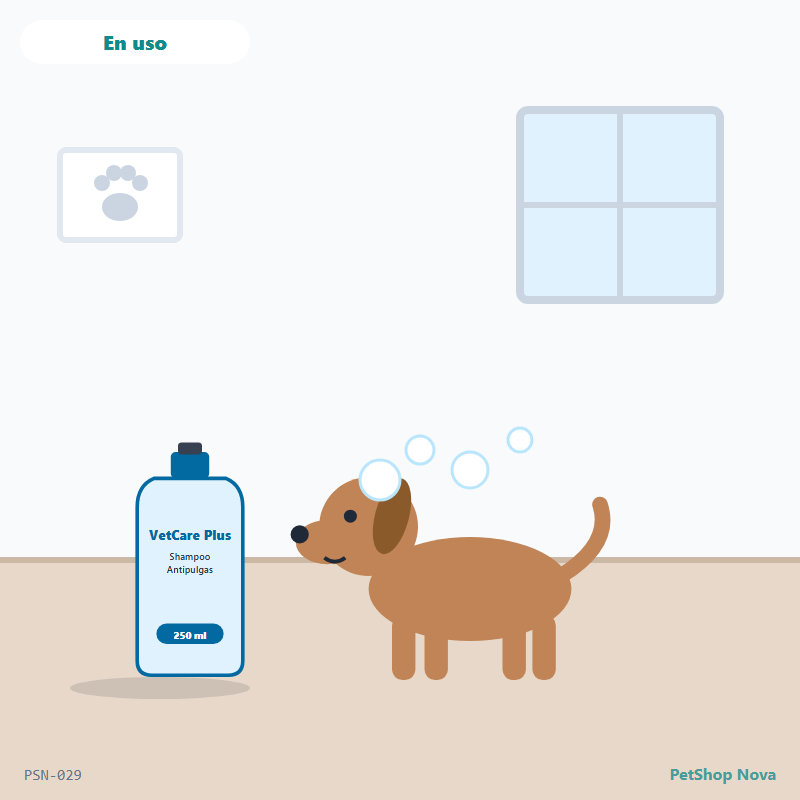 En uso
VetCare Plus
Shampoo
Antipulgas
250 ml
PSN-029
PetShop Nova